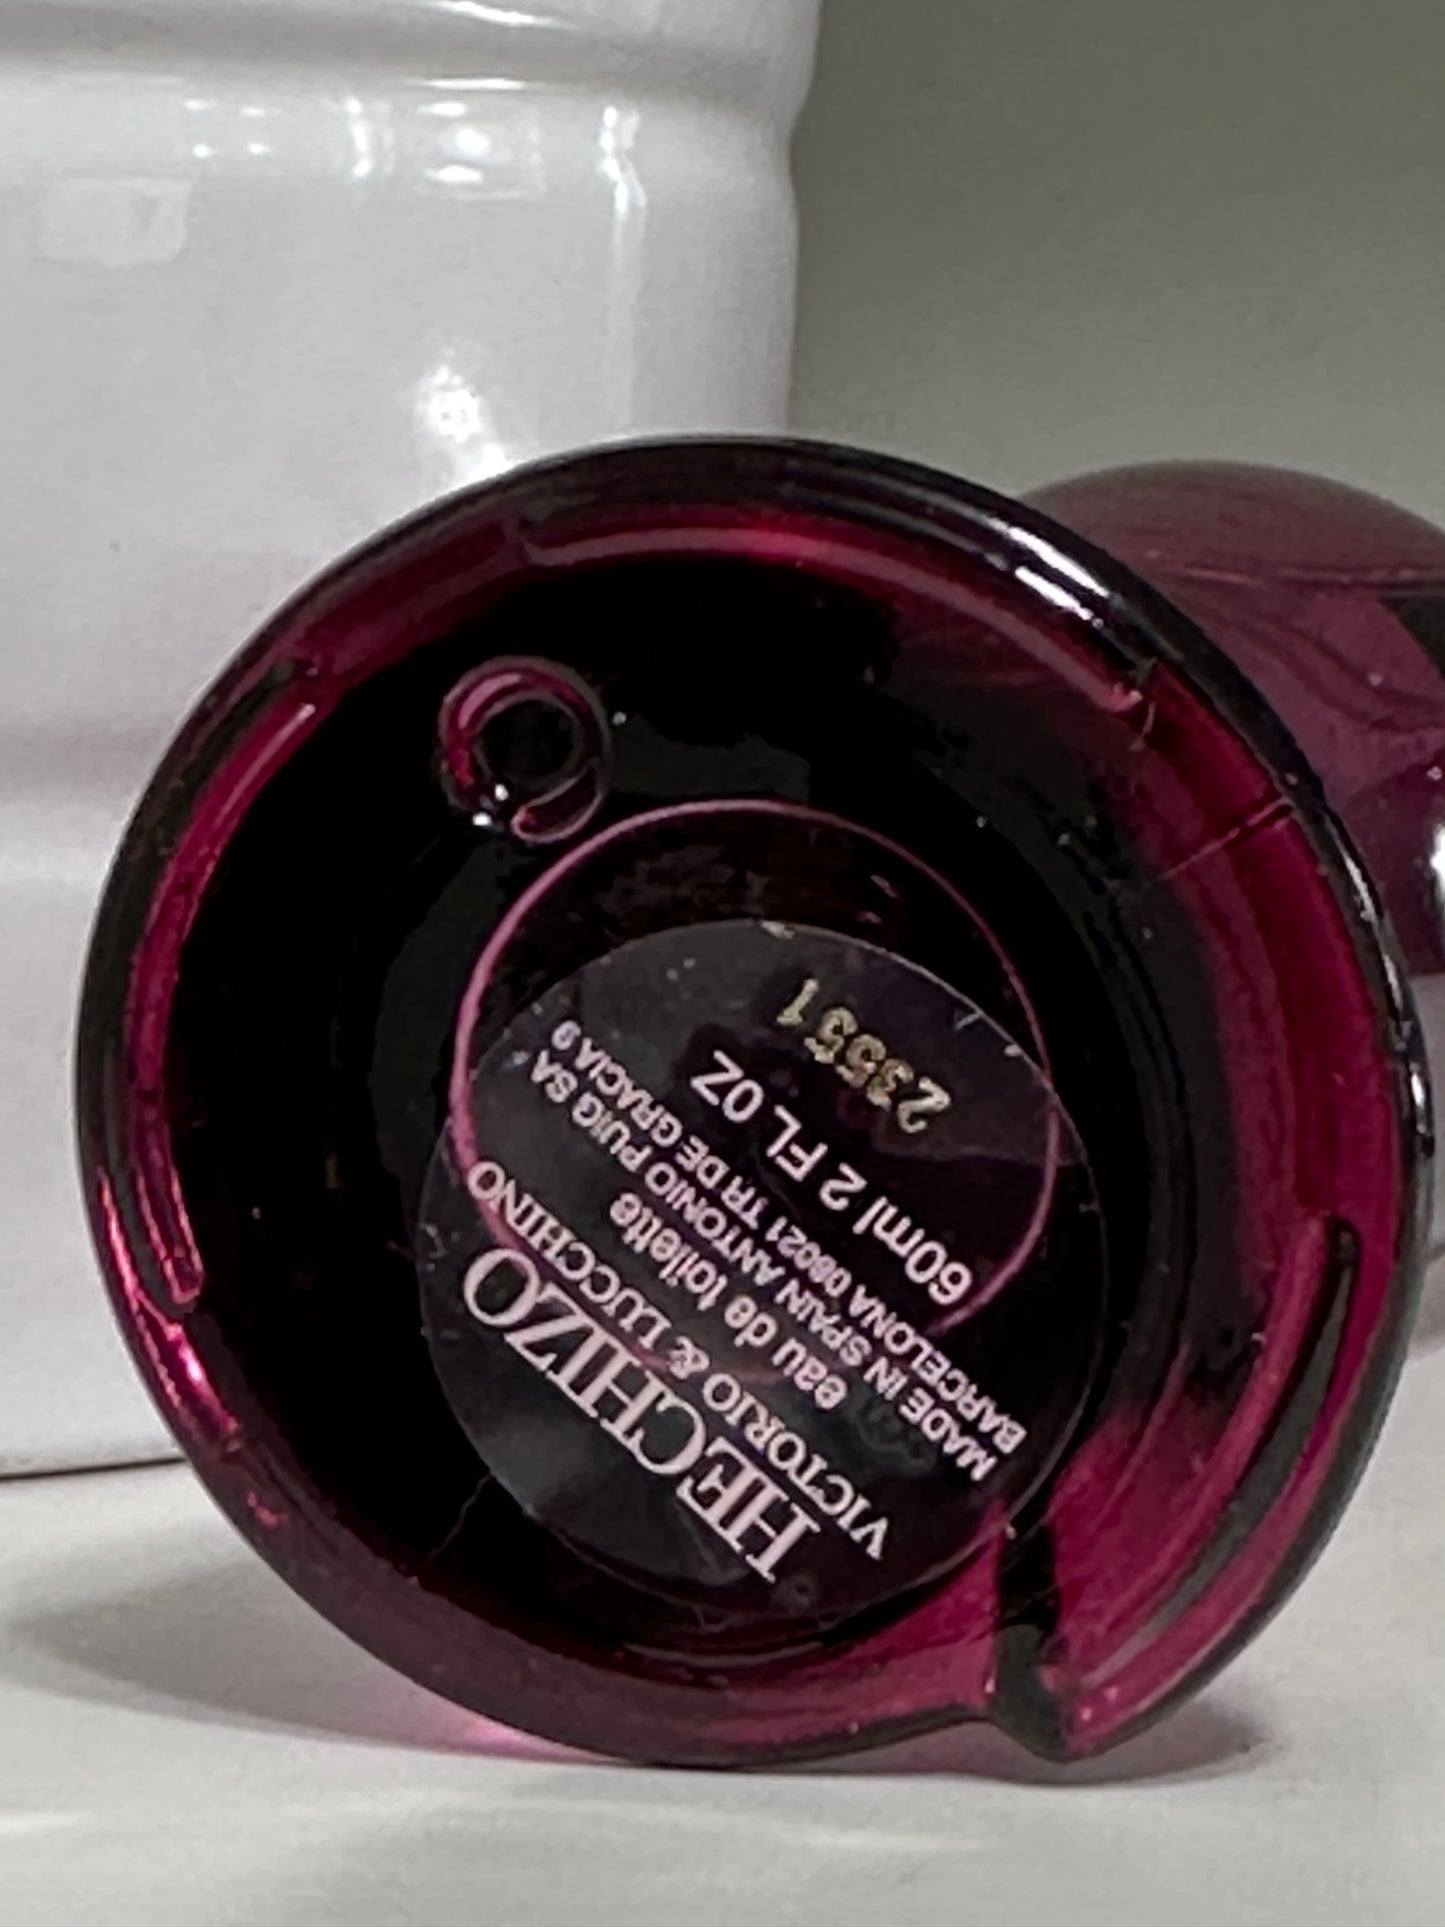 HECHIZO
VICTORIO & LUCCHINO
eau de toilette
MADE IN SPAIN ANTONIO PUIG SA
BARCELONA 08021 TR DE GRACIA 9
60ml 2 FL OZ
23551